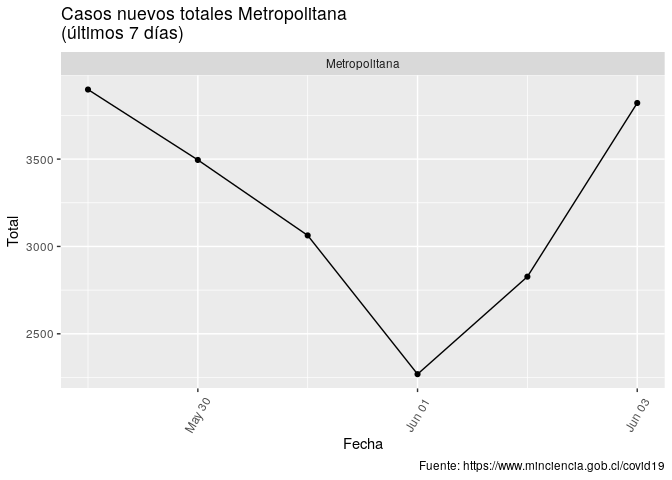 Casos nuevos totales Metropolitana
(últimos 7 días)
Metropolitana
3500
3000
2500
Total
May 30
Jun 01
Jun 03
Fecha
Fuente: https://www.minciencia.gob.cl/covid19